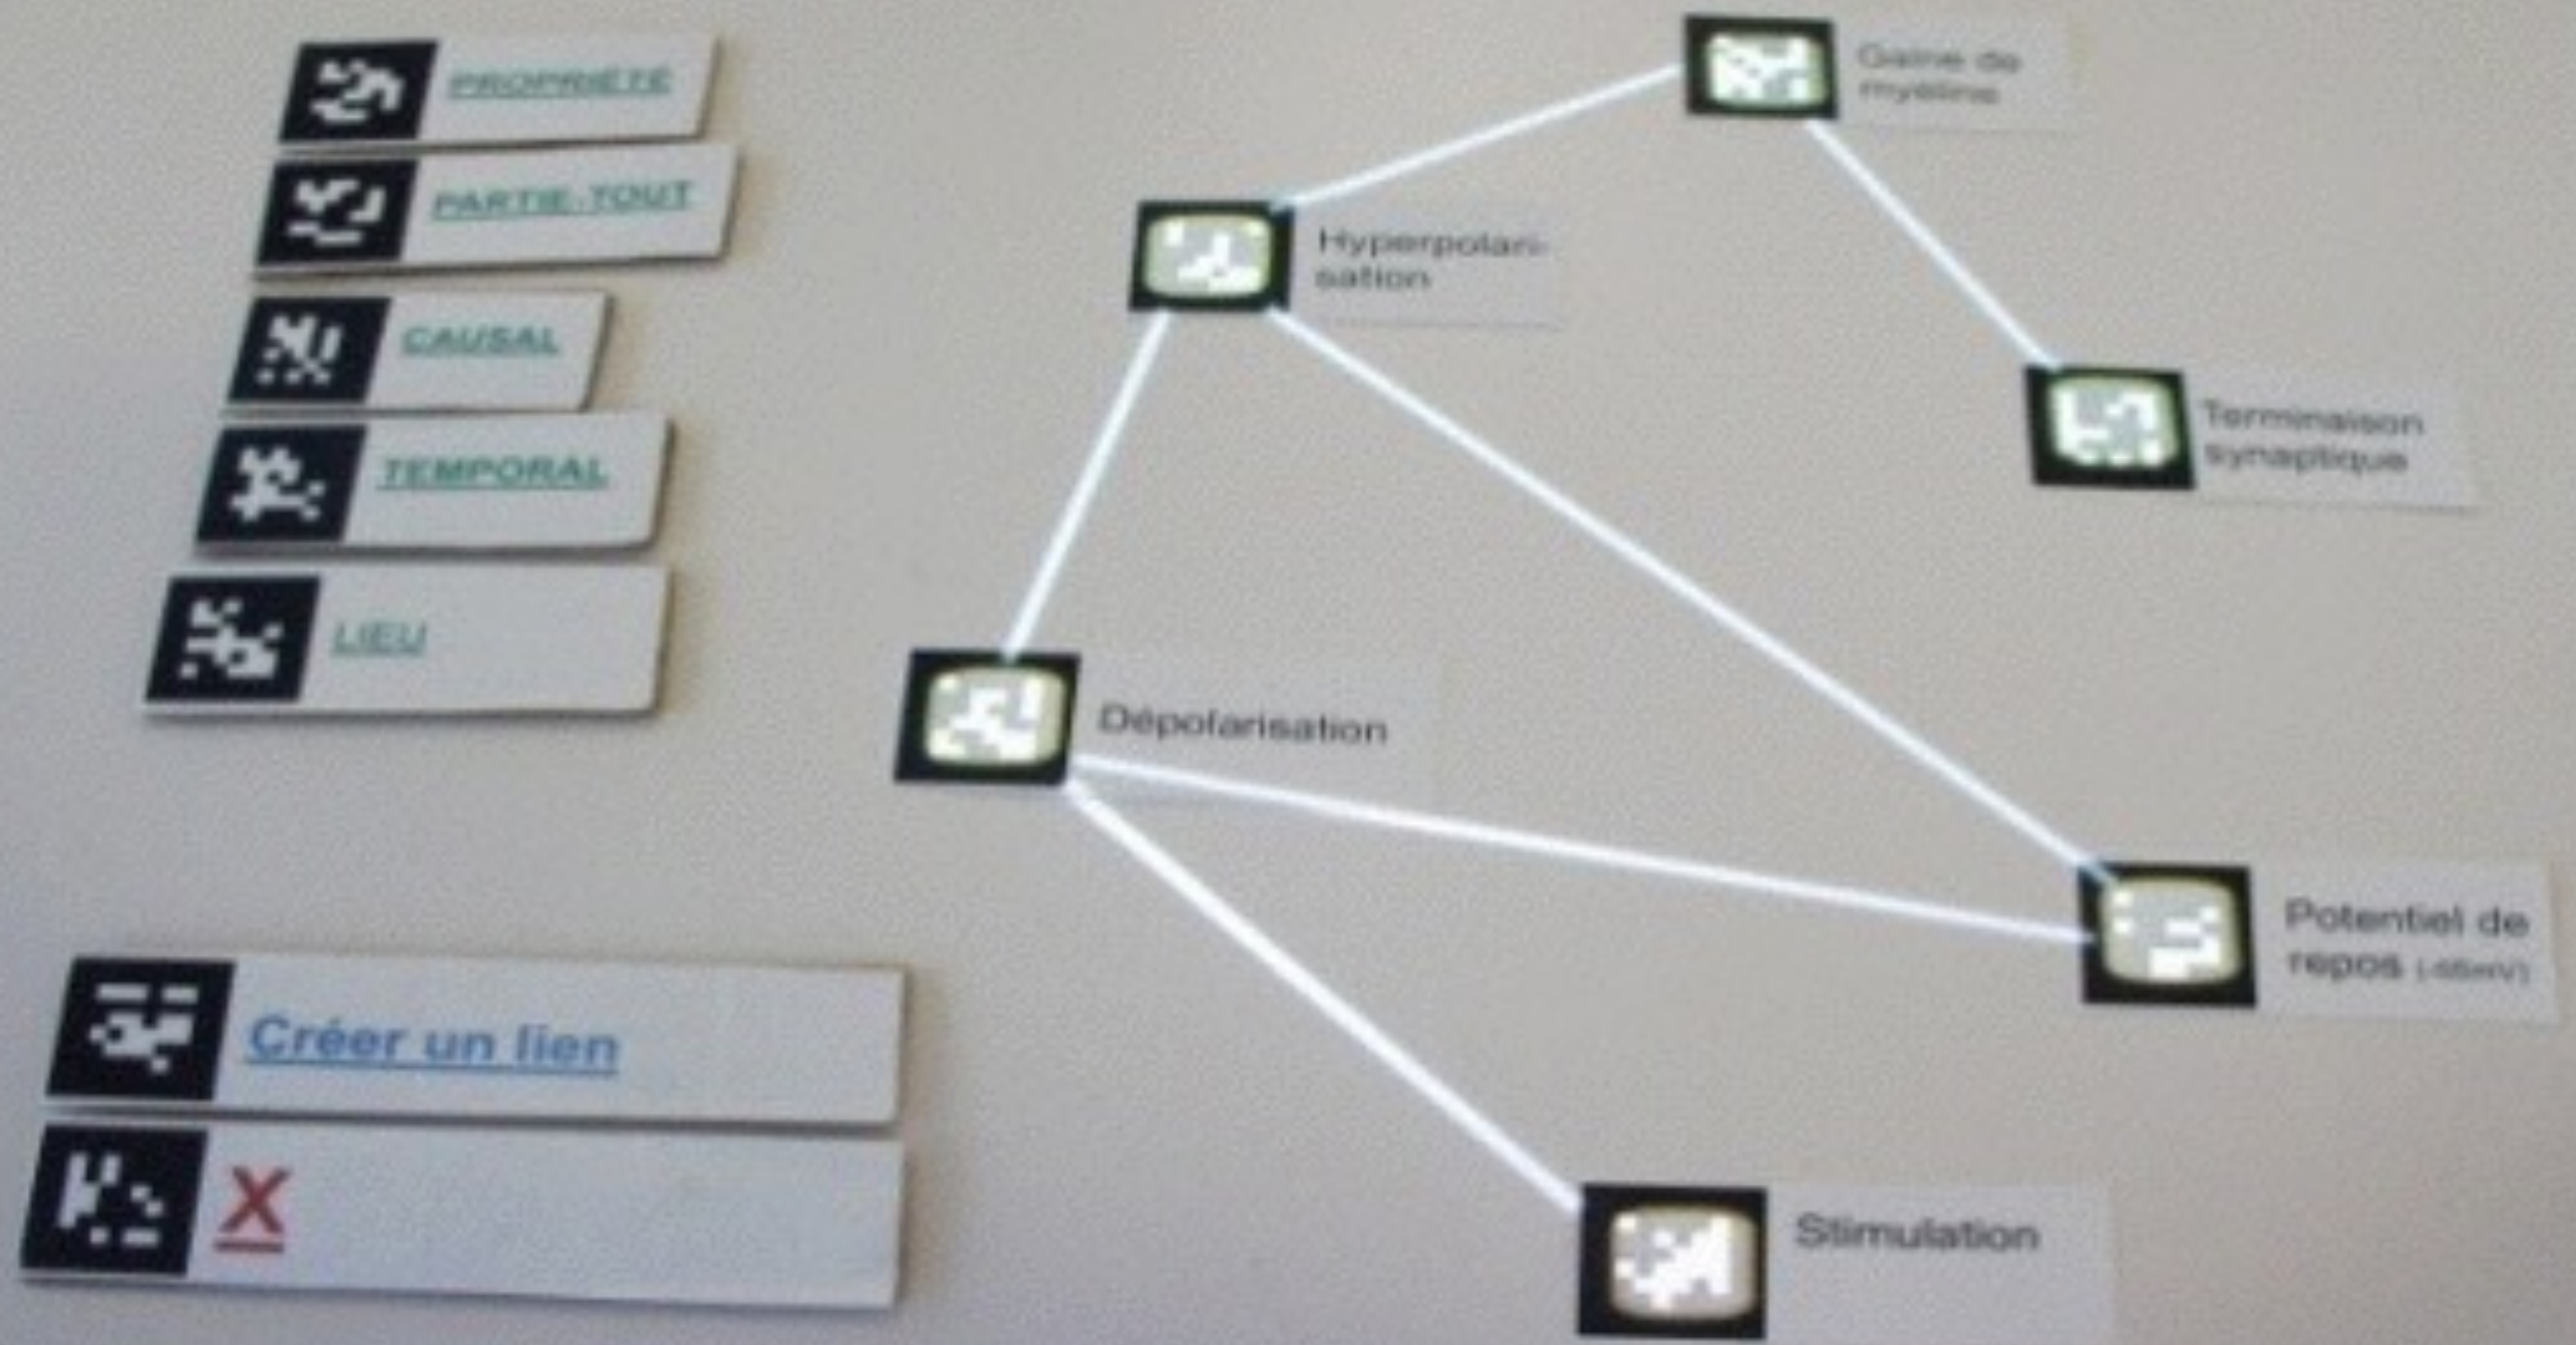 PROPRIÉTÉ
PARTIE-TOUT
CAUSAL
TEMPORAL
LIEU
Créer un lien
X
Gaine de
myéline
Hyperpolari-
sation
Terminaison
synaptique
Dépolarisation
Potentiel de
repos
Stimulation